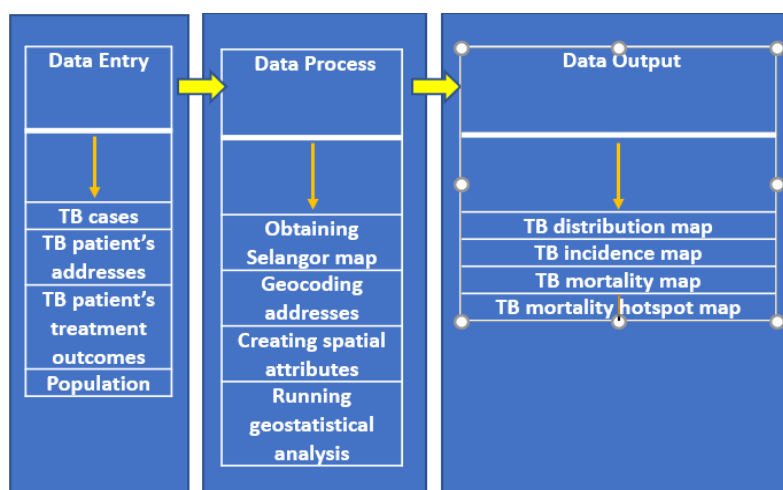 Data Entry
TB cases
TB patient's
addresses
TB patient's
treatment
outcomes
Population
Data Process
Obtaining
Selangor map
Geocoding
addresses
Creating spatial
attributes
Running
geostatistical
analysis
Data Output
TB distribution map
TB incidence map
TB mortality map
TB mortality hotspot map